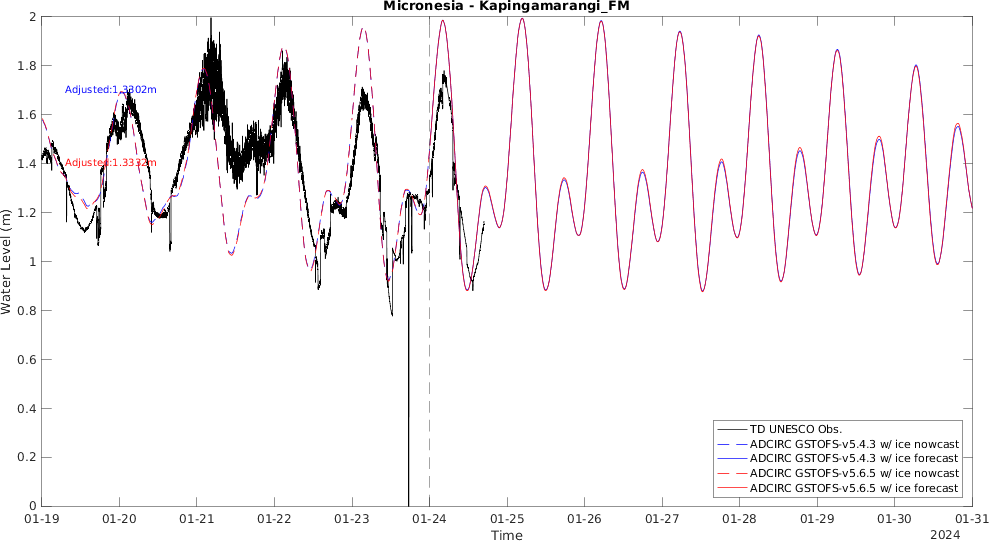 Micronesia - Kapingamarangi_FM
2
1.8
1.6
1.4
1.2
1
0.8
0.6
0.4
0.2
0
Water Level (m)
Adjusted:1.3302m
Adjusted:1.3332m
TD UNESCO Obs.
ADCIRC GSTOFS-v5.4.3 w/ ice nowcast
ADCIRC GSTOFS-v5.4.3 w/ ice forecast
ADCIRC GSTOFS-v5.6.5 w/ ice nowcast
ADCIRC GSTOFS-v5.6.5 w/ ice forecast
01-19 01-20 01-21 01-22 01-23 01-24 01-25 01-26 01-27 01-28 01-29 01-30 01-31
Time
2024